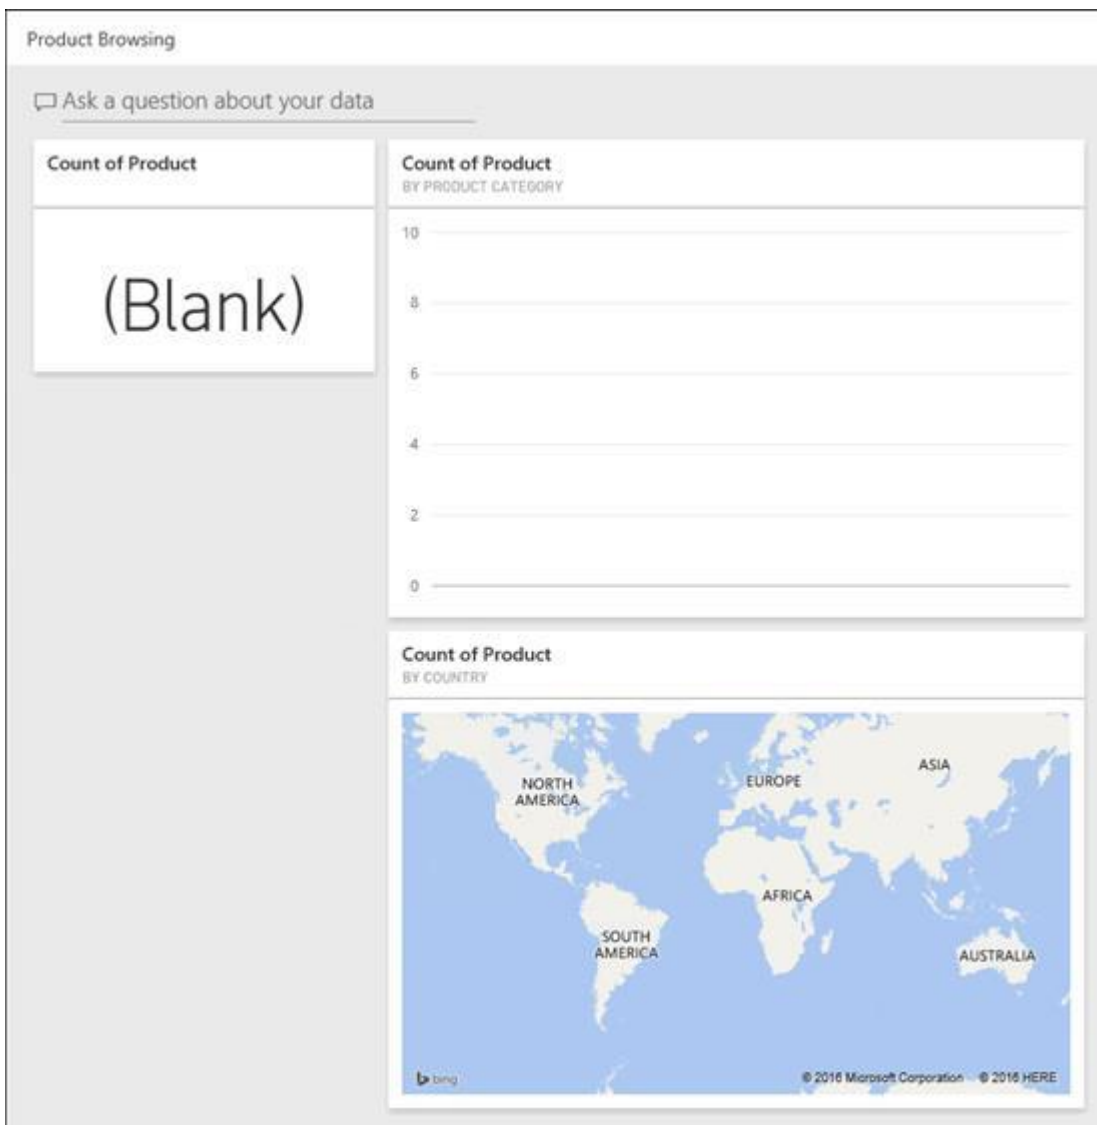 Product Browsing
Ask a question about your data
Count of Product
(Blank)
Count of Product
BY PRODUCT CATEGORY
10
8
6
4
2
0
Count of Product
BY COUNTRY
NORTH
AMERICA
EUROPE
ASIA
AFRICA
SOUTH
AMERICA
AUSTRALIA
bing
© 2016 Microsoft Corporation © 2016 HERE